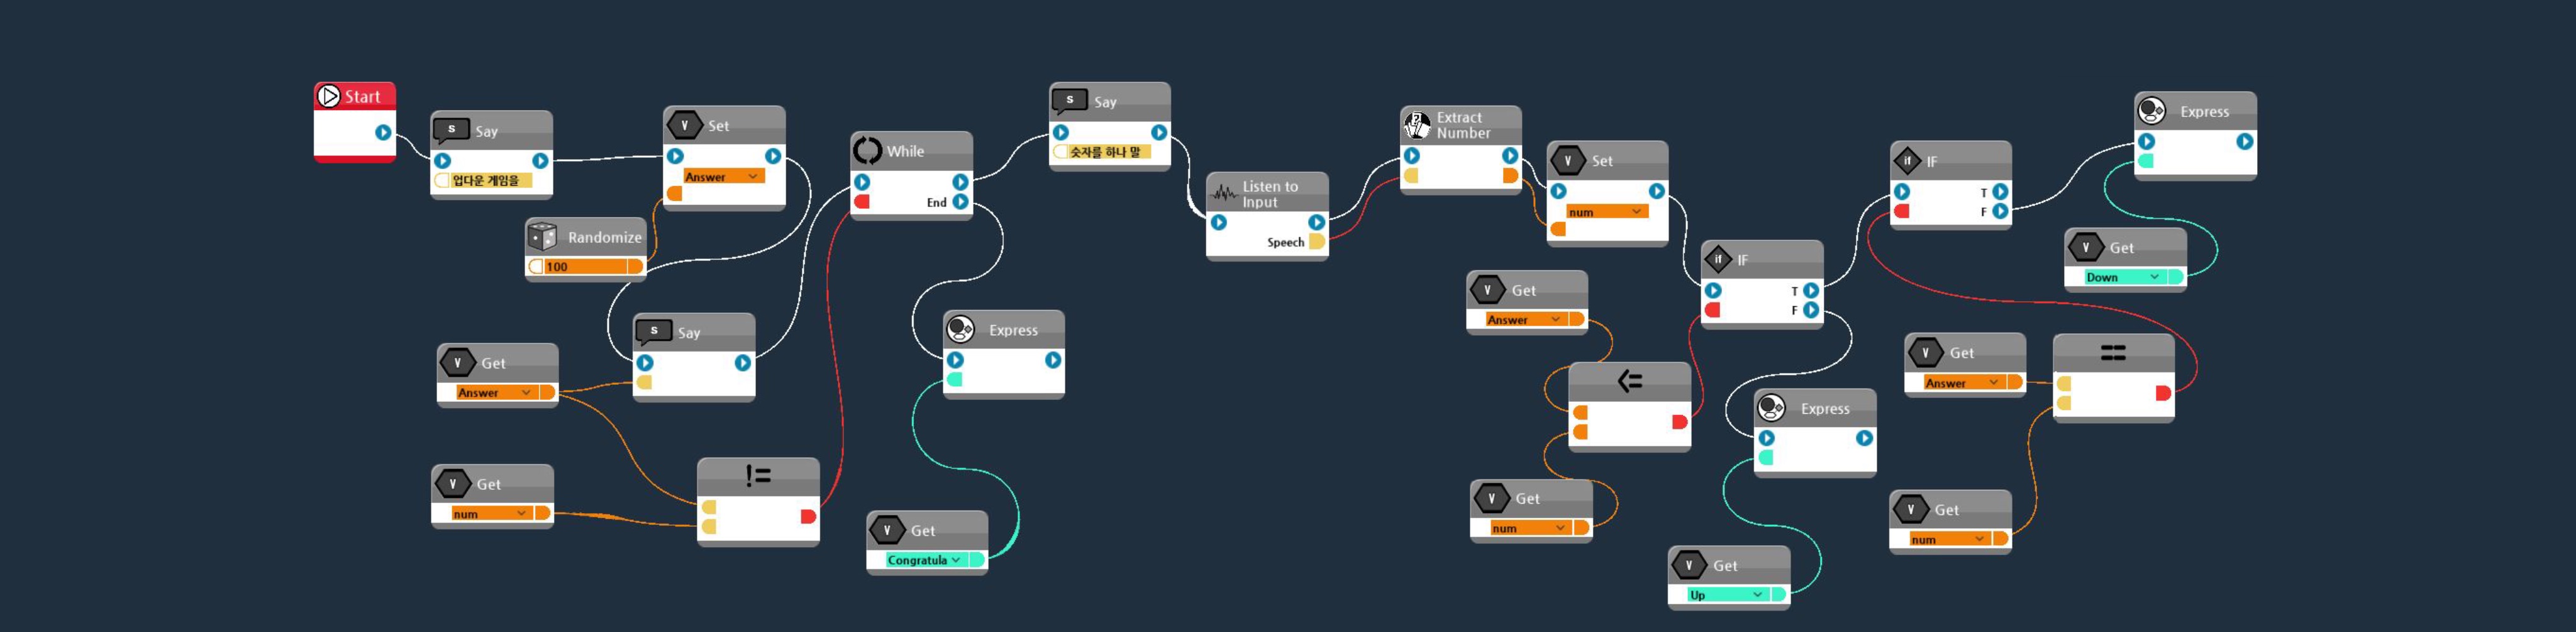 Start
S Say
업다운 게임을
V Set
Answer
Randomize
100
S Say
V Get
Answer
V Get
num
!=
While
End
Express
V Get
Congratula
S Say
숫자를 하나 말
Listen to
Input
Speech
Extract
Number
V Set
num
V Get
Answer
<=
V Get
num
if IF
T
F
Express
V Get
Up
if IF
T
F
Express
V Get
Down
V Get
Answer
==
V Get
num